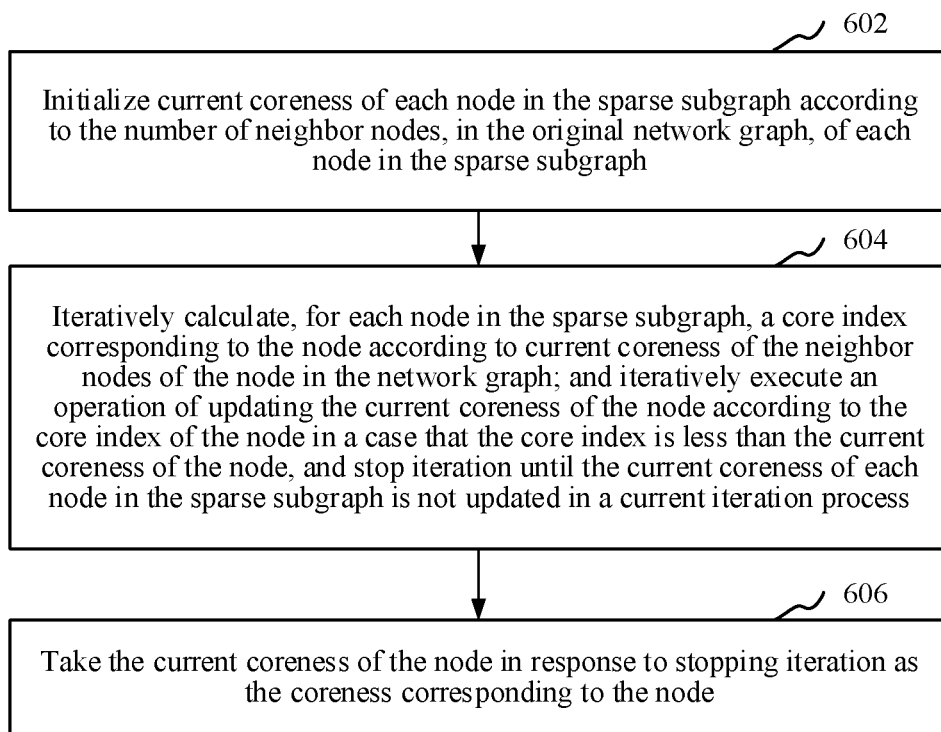 602
Initialize current coreness of each node in the sparse subgraph according
to the number of neighbor nodes, in the original network graph, of each
node in the sparse subgraph
604
Iteratively calculate, for each node in the sparse subgraph, a core index
corresponding to the node according to current coreness of the neighbor
nodes of the node in the network graph; and iteratively execute an
operation of updating the current coreness of the node according to the
core index of the node in a case that the core index is less than the current
coreness of the node, and stop iteration until the current coreness of each
node in the sparse subgraph is not updated in a current iteration process
606
Take the current coreness of the node in response to stopping iteration as
the coreness corresponding to the node